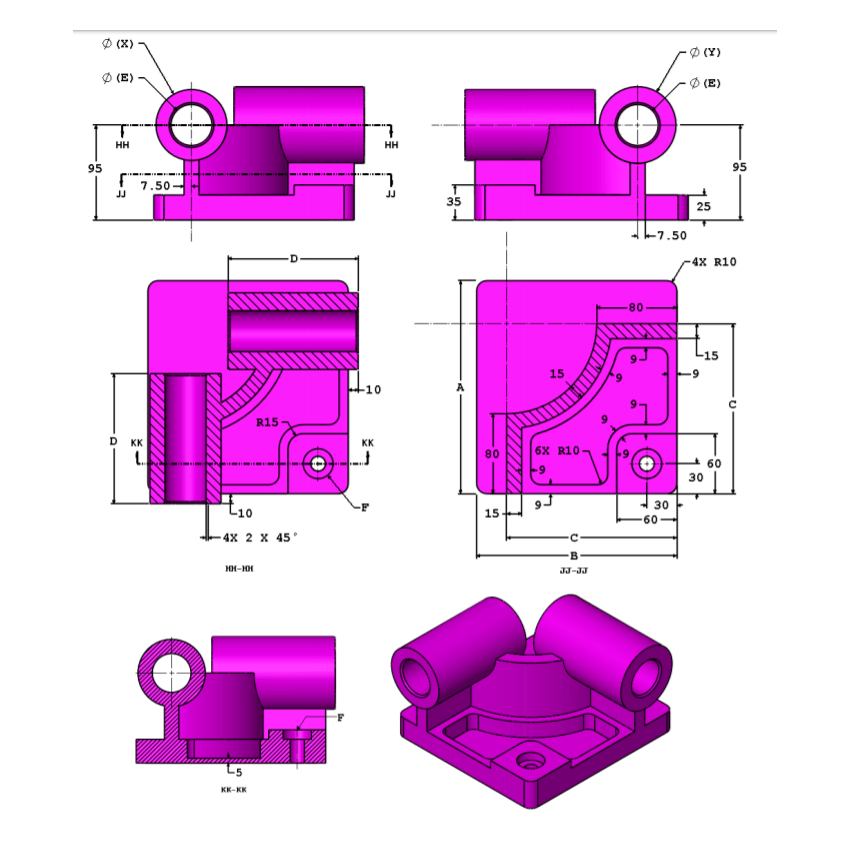 ∅ (X)
∅ (E)
HH
HH
95
7.50
JJ
JJ
∅ (Y)
∅ (E)
95
35
25
7.50
D
10
R15
D
KK
KK
F
10
4X 2 X 45°
HH-HH
4X R10
80
15
9
15
9
9
A
C
9
9
80
6X R10
9
9
60
30
15
9
30
60
C
B
JJ-JJ
F
5
KK-KK